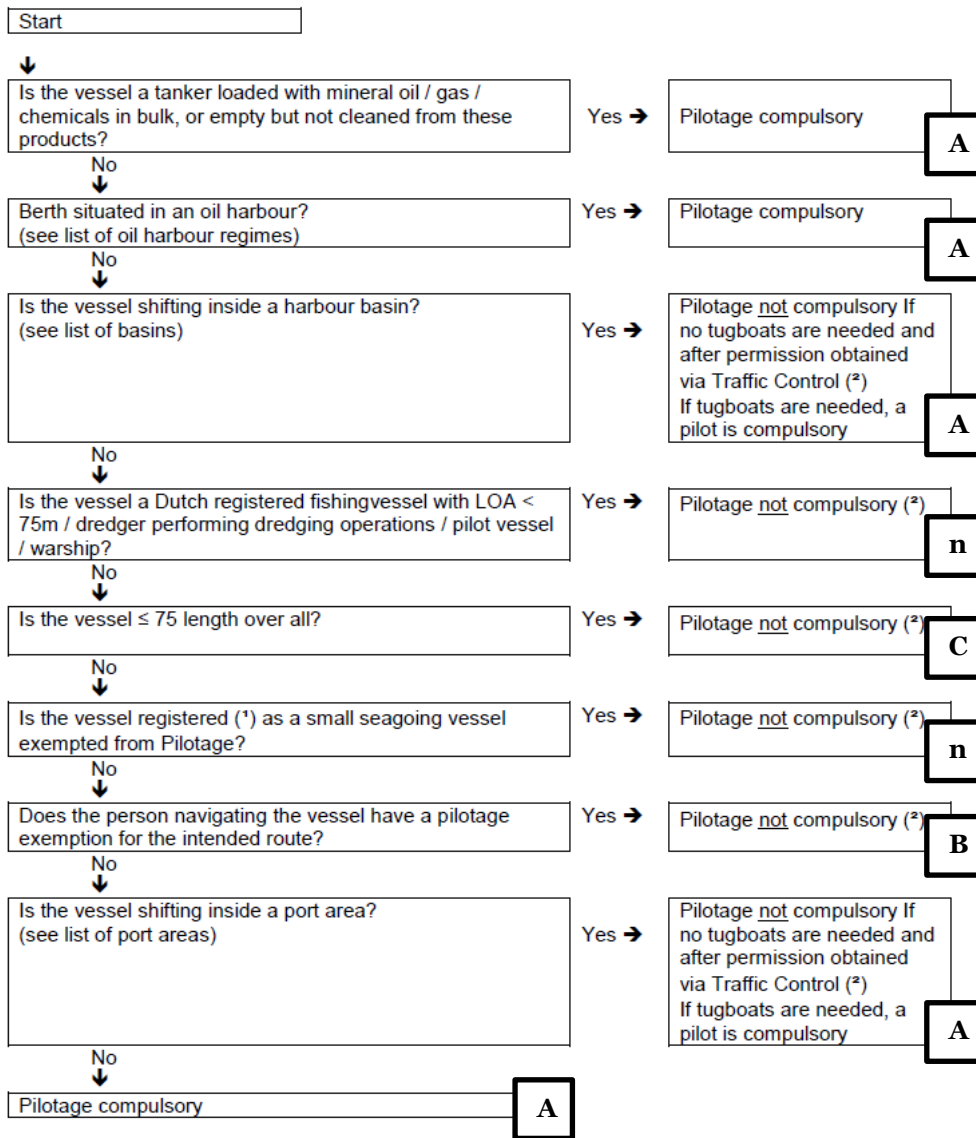 Start
🡫
Is the vessel a tanker loaded with mineral oil / gas /
chemicals in bulk, or empty but not cleaned from these
products?
Yes ➔
Pilotage compulsory
A
No
🡫
Berth situated in an oil harbour?
(see list of oil harbour regimes)
Yes ➔
Pilotage compulsory
A
No
🡫
Is the vessel shifting inside a harbour basin?
(see list of basins)
Yes ➔
Pilotage not compulsory If
no tugboats are needed and
after permission obtained
via Traffic Control (²)
If tugboats are needed, a
pilot is compulsory
A
No
🡫
Is the vessel a Dutch registered fishingvessel with LOA <
75m / dredger performing dredging operations / pilot vessel
/ warship?
Yes ➔
Pilotage not compulsory (²)
n
No
🡫
Is the vessel ≤ 75 length over all?
Yes ➔
Pilotage not compulsory (²)
C
No
🡫
Is the vessel registered (¹) as a small seagoing vessel
exempted from Pilotage?
Yes ➔
Pilotage not compulsory (²)
n
No
🡫
Does the person navigating the vessel have a pilotage
exemption for the intended route?
Yes ➔
Pilotage not compulsory (²)
B
No
🡫
Is the vessel shifting inside a port area?
(see list of port areas)
Yes ➔
Pilotage not compulsory If
no tugboats are needed and
after permission obtained
via Traffic Control (²)
If tugboats are needed, a
pilot is compulsory
A
No
🡫
Pilotage compulsory
A